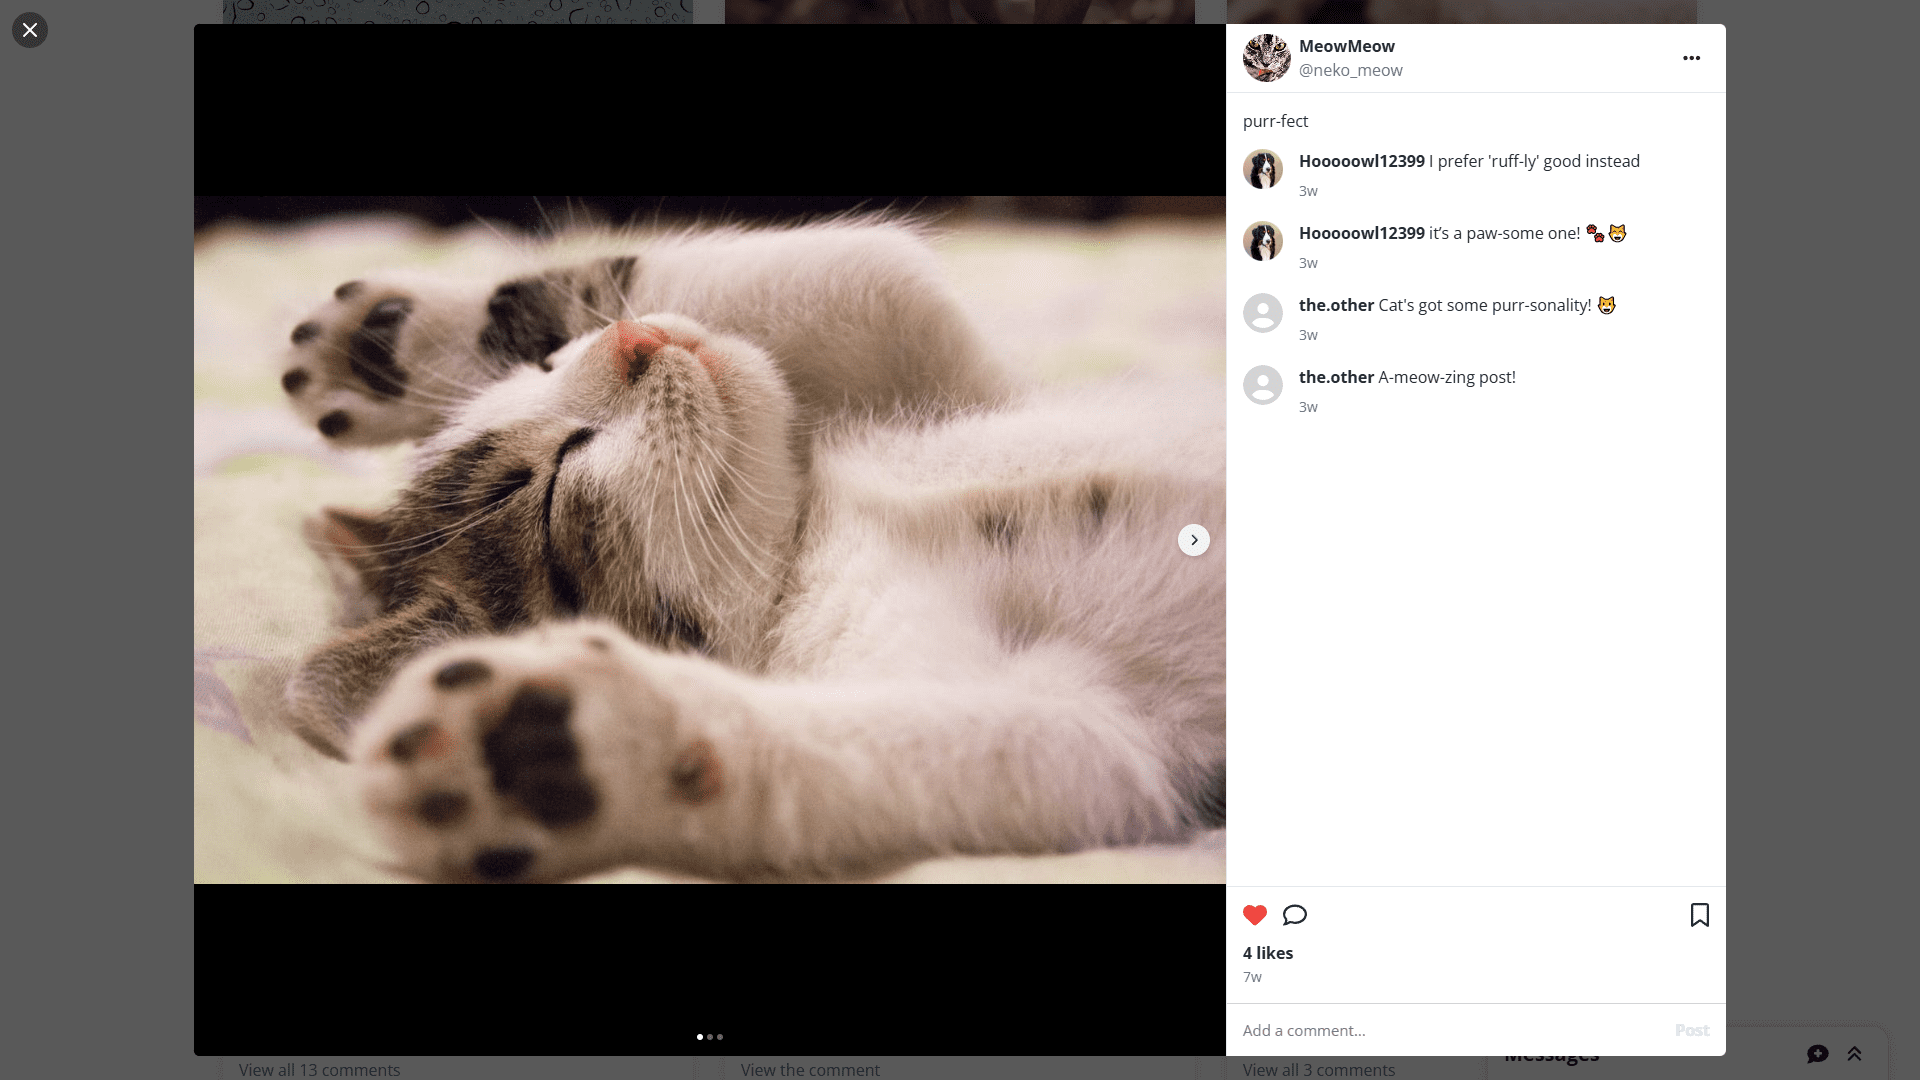 MeowMeow
@neko_meow
purr-fect
Hooooowl12399 I prefer 'ruff-ly' good instead
3w
Hooooowl12399 it’s a paw-some one! 🐾😸
3w
the.other Cat's got some purr-sonality! 😺
3w
the.other A-meow-zing post!
3w
4 likes
7w
Add a comment...
Post
Messages
View all 13 comments
View the comment
View all 3 comments